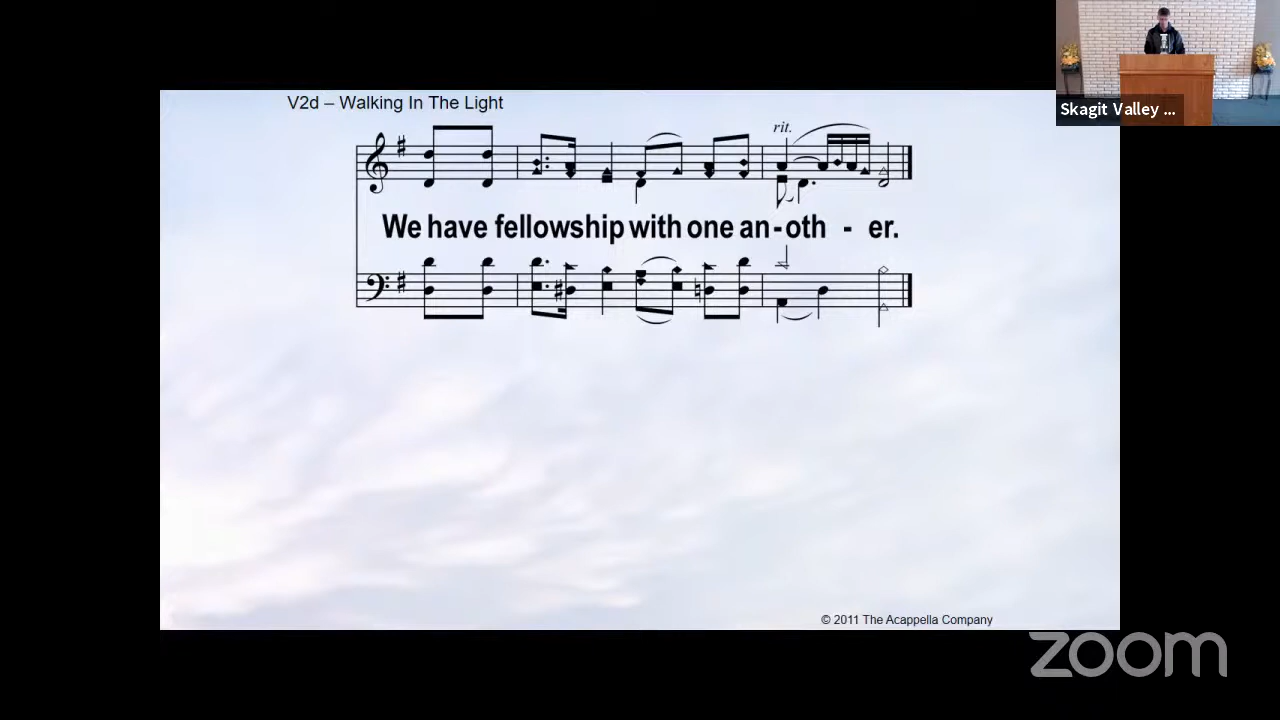 V2d – Walking In The Light
rit.
We have fellowship with one an-oth - er.
© 2011 The Acappella Company
Skagit Valley ...
zoom